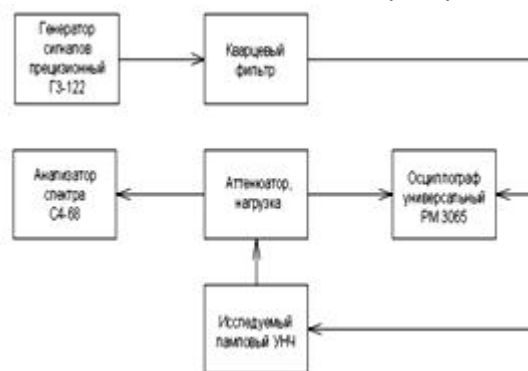 Генератор
сигналов
прецизионный
ГЗ-122
Кварцевый
фильтр
Анализатор
спектра
С4-68
Аттенюатор,
нагрузка
Осциллограф
универсальный
РМ 3065
Исследуемый
ламповый УНЧ